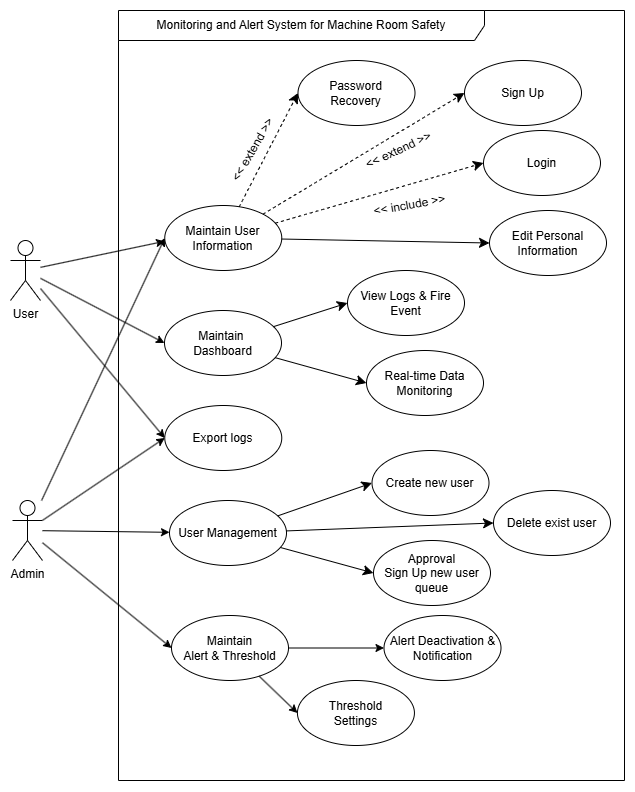 Monitoring and Alert System for Machine Room Safety
Password
Recovery
Sign Up
<< extend >>
<< extend >>
Login
<< include >>
Maintain User
Information
Edit Personal
Information
User
View Logs & Fire
Event
Maintain
Dashboard
Real-time Data
Monitoring
Export logs
Create new user
User Management
Delete exist user
Approval
Sign Up new user
queue
Admin
Maintain
Alert & Threshold
Alert Deactivation &
Notification
Threshold
Settings